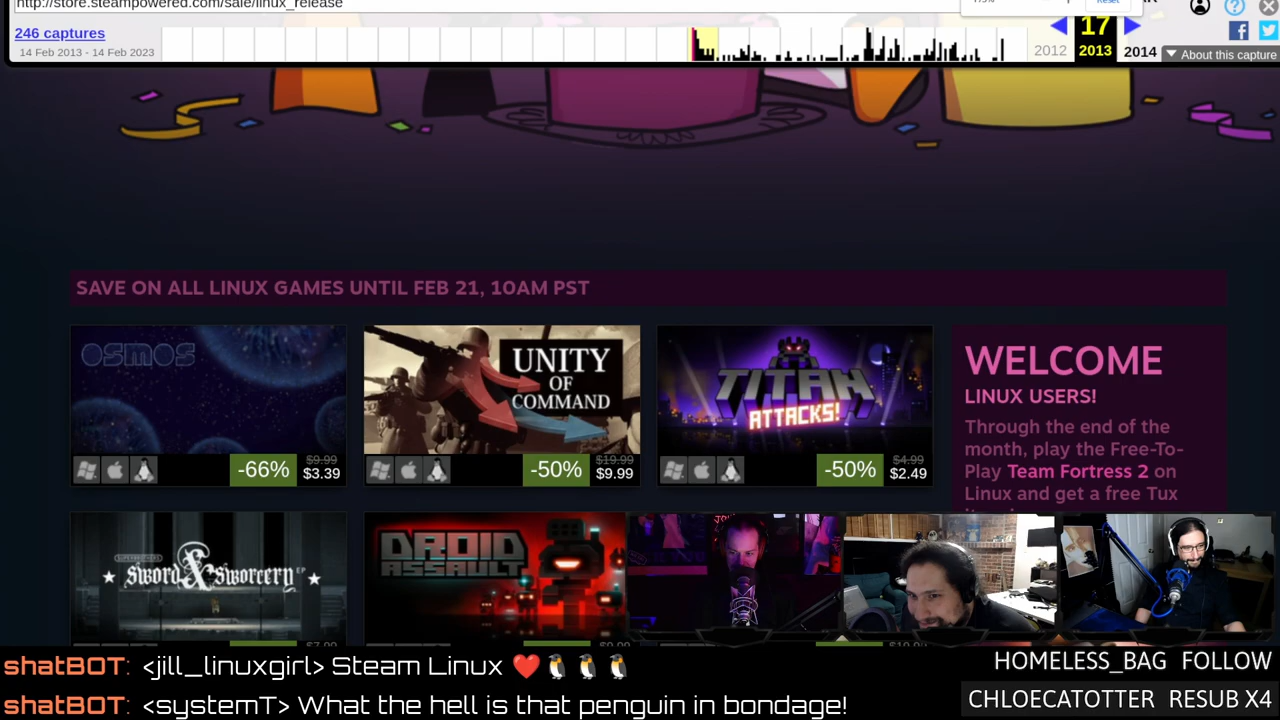 http://store.steampowered.com/sale/linux_release
Reset
246 captures
14 Feb 2013 - 14 Feb 2023
17
2012
2013
2014
About this capture
SAVE ON ALL LINUX GAMES UNTIL FEB 21, 10AM PST
OSMOS
-66%
$9.99
$3.39
UNITY
OF
COMMAND
-50%
$19.99
$9.99
TITAN
ATTACKS!
-50%
$4.99
$2.49
WELCOME
LINUX USERS!
Through the end of the
month, play the Free-To-
Play Team Fortress 2 on
Linux and get a free Tux
SUPERBROTHERS
Sword & Sworcery EP
DROID
ASSAULT
shatBOT: <jill_linuxgirl> Steam Linux ❤️ 🐧 🐧 🐧
shatBOT: <systemT> What the hell is that penguin in bondage!
HOMELESS_BAG FOLLOW
CHLOECATOTTER RESUB X4